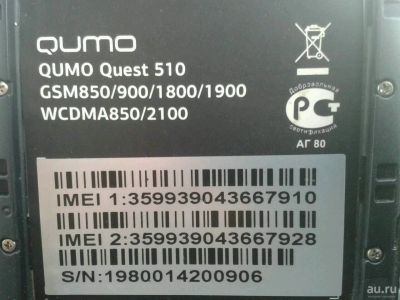 QUMO
QUMO Quest 510
GSM850/900/1800/1900
WCDMA850/2100
Добровольная
РСТ
сертификация
АГ 80
IMEI 1:359939043667910
IMEI 2:359939043667928
S/N:1980014200906
au.ru